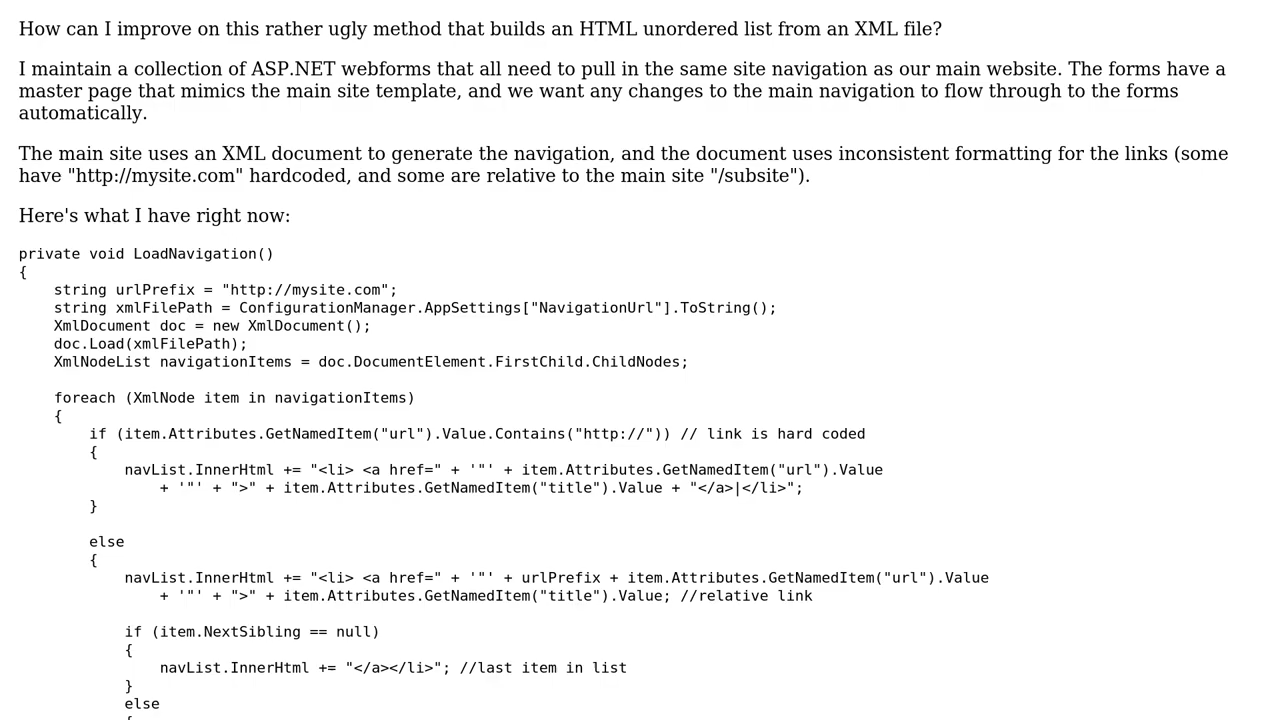 How can I improve on this rather ugly method that builds an HTML unordered list from an XML file?
I maintain a collection of ASP.NET webforms that all need to pull in the same site navigation as our main website. The forms have a
master page that mimics the main site template, and we want any changes to the main navigation to flow through to the forms
automatically.
The main site uses an XML document to generate the navigation, and the document uses inconsistent formatting for the links (some
have "http://mysite.com" hardcoded, and some are relative to the main site "/subsite").
Here's what I have right now:
private void LoadNavigation()
{
    string urlPrefix = "http://mysite.com";
    string xmlFilePath = ConfigurationManager.AppSettings["NavigationUrl"].ToString();
    XmlDocument doc = new XmlDocument();
    doc.Load(xmlFilePath);
    XmlNodeList navigationItems = doc.DocumentElement.FirstChild.ChildNodes;
    foreach (XmlNode item in navigationItems)
    {
        if (item.Attributes.GetNamedItem("url").Value.Contains("http://")) // link is hard coded
        {
            navList.InnerHtml += "<li> <a href=" + '"' + item.Attributes.GetNamedItem("url").Value
                + '"' + ">" + item.Attributes.GetNamedItem("title").Value + "</a>|</li>";
        }
        else
        {
            navList.InnerHtml += "<li> <a href=" + '"' + urlPrefix + item.Attributes.GetNamedItem("url").Value
                + '"' + ">" + item.Attributes.GetNamedItem("title").Value; //relative link
            if (item.NextSibling == null)
            {
                navList.InnerHtml += "</a></li>"; //last item in list
            }
            else
            {